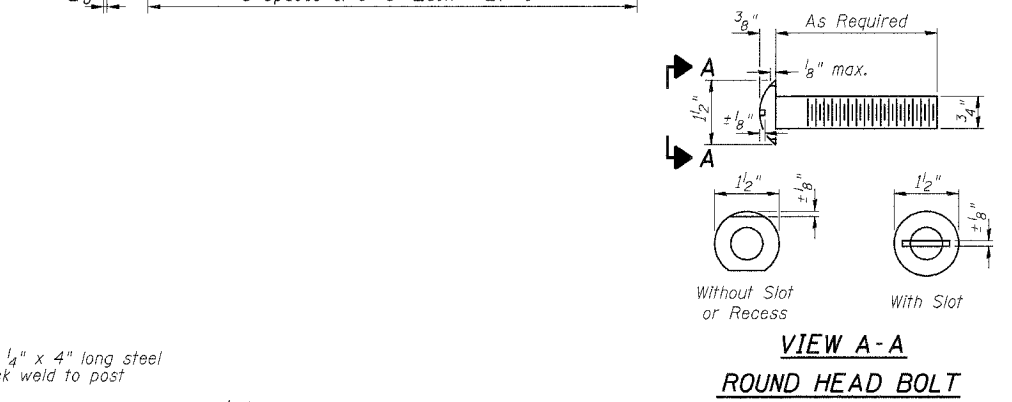 3/8"
As Required
A
1/8" max.
1 1/2"
±1/8"
3/4"
A
1 1/2"
±1/8"
1 1/2"
±1/8"
Without Slot
or Recess
With Slot
VIEW A-A
ROUND HEAD BOLT
1/4" x 4" long steel
weld to post